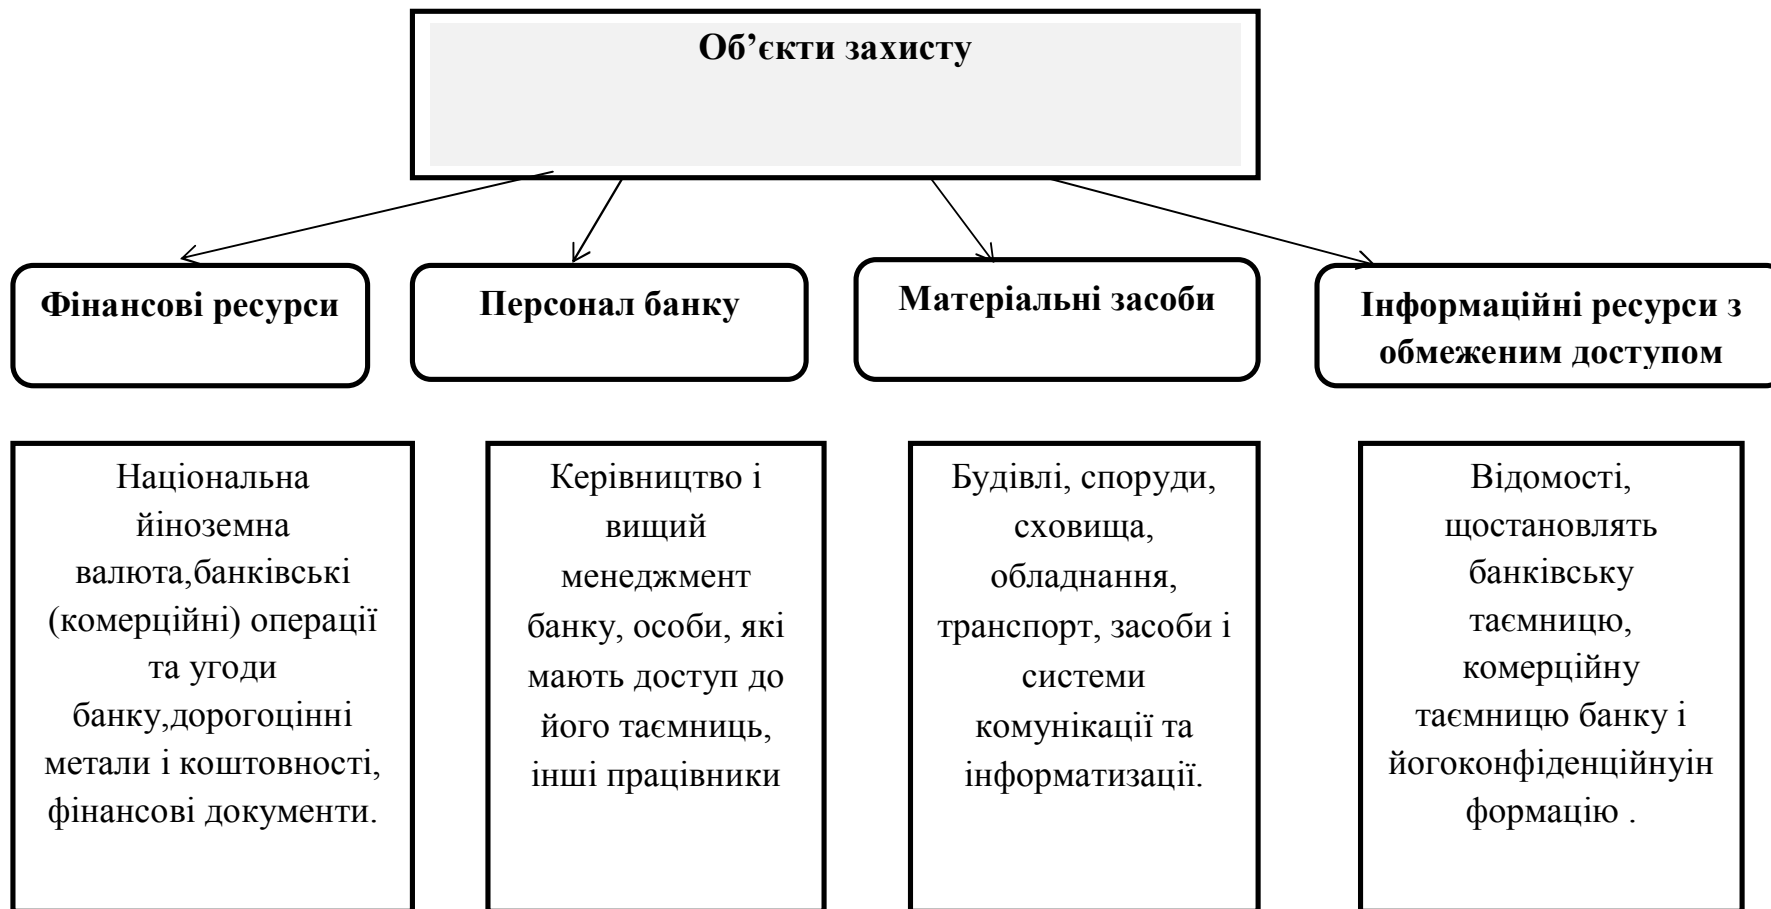 Об’єкти захисту
Фінансові ресурси
Персонал банку
Матеріальні засоби
Інформаційні ресурси з
обмеженим доступом
Національна
йіноземна
валюта,банківські
(комерційні) операції
та угоди
банку,дорогоцінні
метали і коштовності,
фінансові документи.
Керівництво і
вищий
менеджмент
банку, особи, які
мають доступ до
його таємниць,
інші працівники
Будівлі, споруди,
сховища,
обладнання,
транспорт, засоби і
системи
комунікації та
інформатизації.
Відомості,
щостановлять
банківську
таємницю,
комерційну
таємницю банку і
йогоконфіденційнуін
формацію .